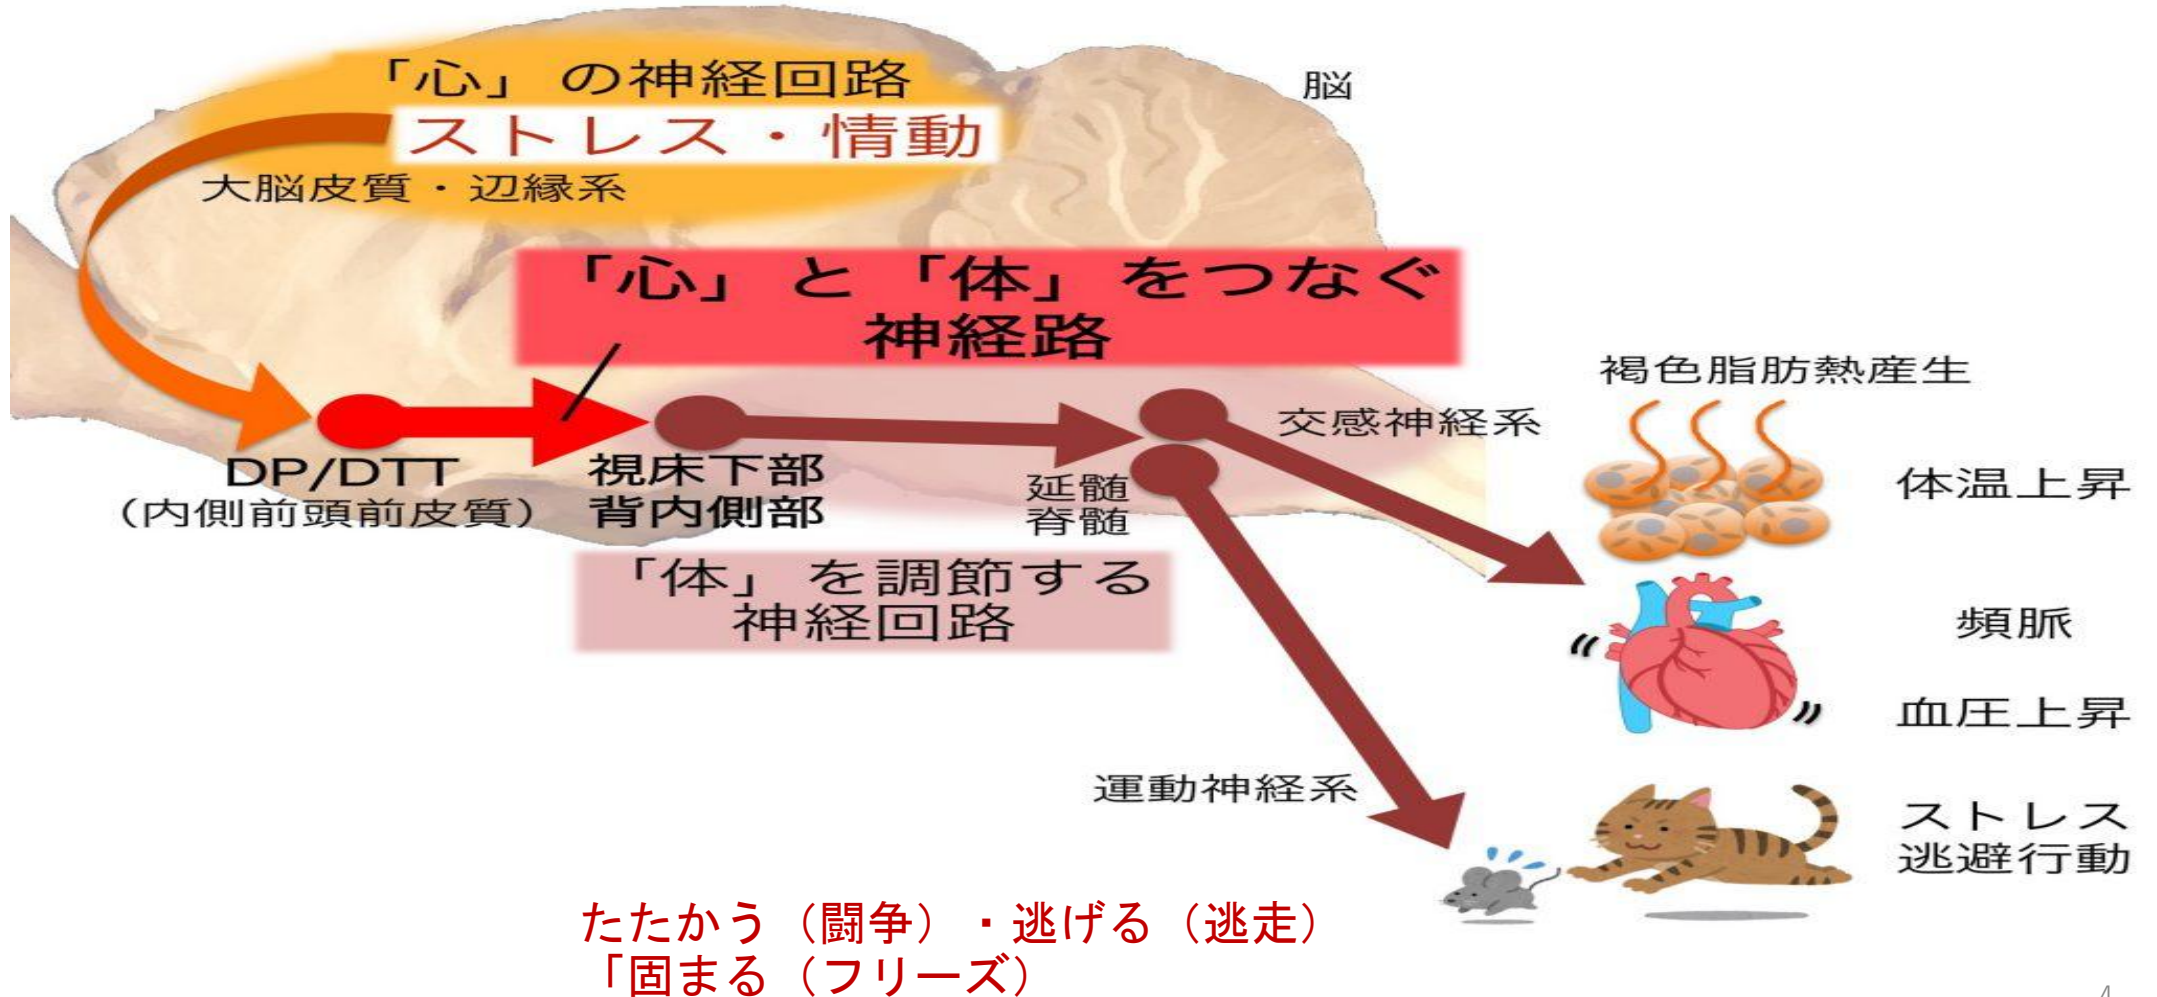 「心」の神経回路
ストレス・情動
大脳皮質・辺縁系
脳
「心」と「体」をつなぐ
神経路
DP/DTT
（内側前頭前皮質）
視床下部
背内側部
延髄
脊髄
交感神経系
「体」を調節する
神経回路
運動神経系
褐色脂肪熱産生
体温上昇
頻脈
血圧上昇
ストレス
逃避行動
たたかう（闘争）・逃げる（逃走）
「固まる（フリーズ）
4